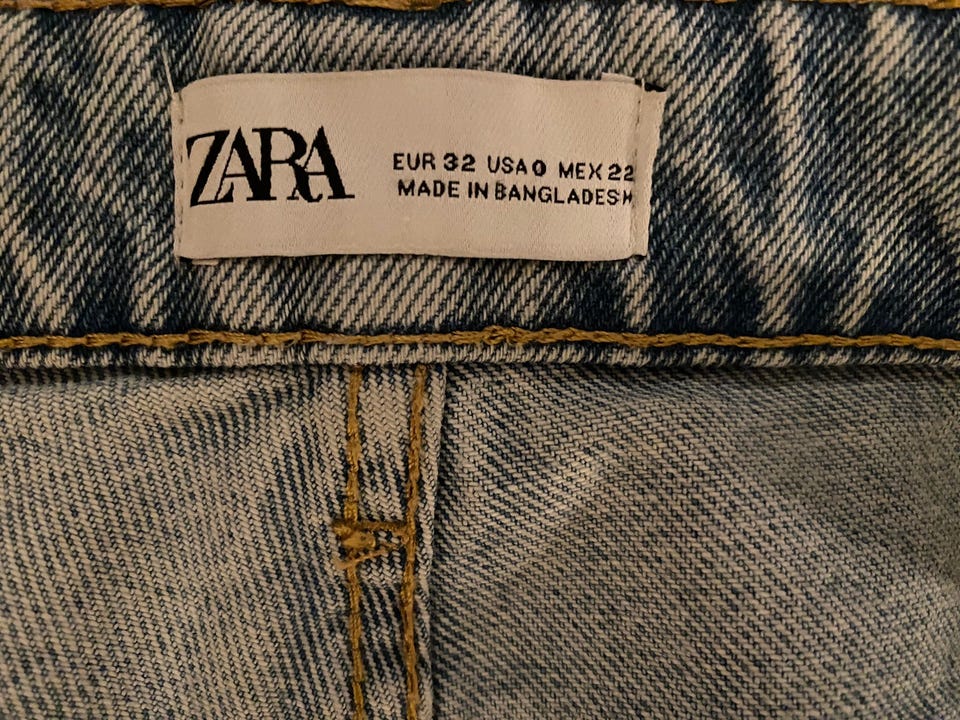 ZARA
EUR 32 USA 0 MEX 22
MADE IN BANGLADESH